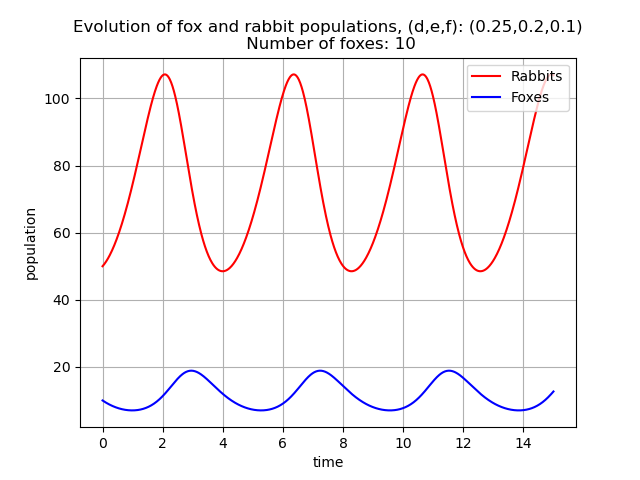 Evolution of fox and rabbit populations, (d,e,f): (0.25,0.2,0.1)
Number of foxes: 10
Rabbits
Foxes
100
80
60
40
20
population
0 2 4 6 8 10 12 14
time